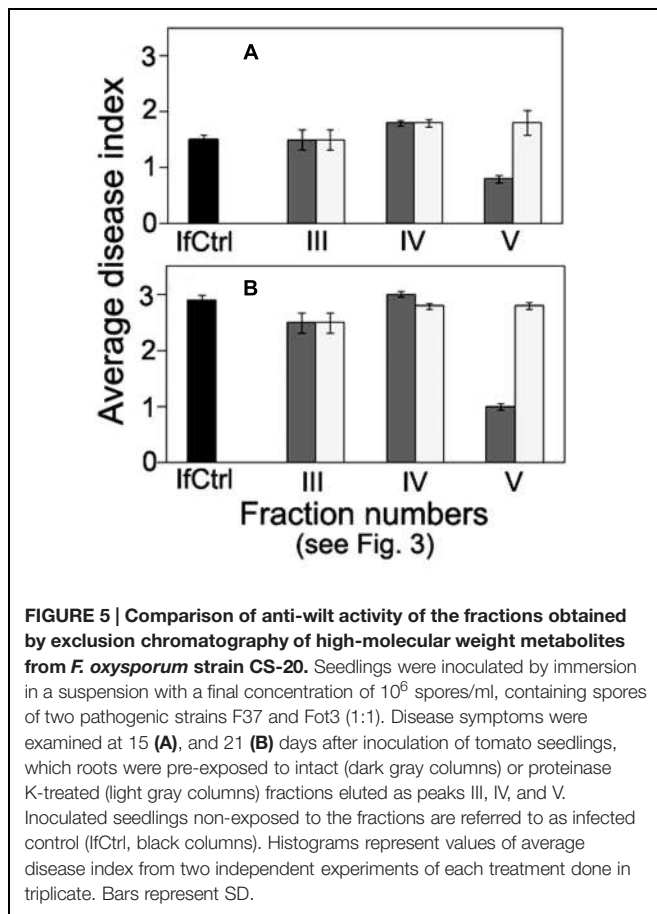 A
3
2
1
0
IfCtrl III IV V
B
3
2
1
0
IfCtrl III IV V
Average disease index
Fraction numbers
(see Fig. 3)
FIGURE 5 | Comparison of anti-wilt activity of the fractions obtained
by exclusion chromatography of high-molecular weight metabolites
from F. oxysporum strain CS-20. Seedlings were inoculated by immersion
in a suspension with a final concentration of 10⁶ spores/ml, containing spores
of two pathogenic strains F37 and Fot3 (1:1). Disease symptoms were
examined at 15 (A), and 21 (B) days after inoculation of tomato seedlings,
which roots were pre-exposed to intact (dark gray columns) or proteinase
K-treated (light gray columns) fractions eluted as peaks III, IV, and V.
Inoculated seedlings non-exposed to the fractions are referred to as infected
control (IfCtrl, black columns). Histograms represent values of average
disease index from two independent experiments of each treatment done in
triplicate. Bars represent SD.